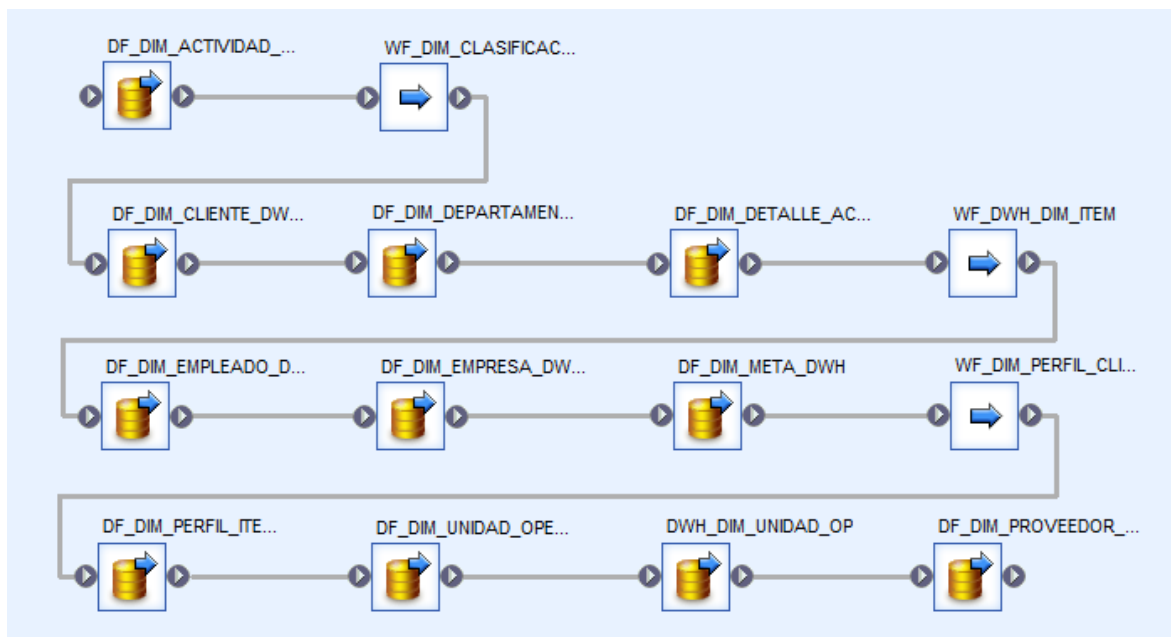 DF_DIM_ACTIVIDAD_...
WF_DIM_CLASIFICAC...
DF_DIM_CLIENTE_DW...
DF_DIM_DEPARTAMEN...
DF_DIM_DETALLE_AC...
WF_DWH_DIM_ITEM
DF_DIM_EMPLEADO_D...
DF_DIM_EMPRESA_DW...
DF_DIM_META_DWH
WF_DIM_PERFIL_CLI...
DF_DIM_PERFIL_ITE...
DF_DIM_UNIDAD_OPE...
DWH_DIM_UNIDAD_OP
DF_DIM_PROVEEDOR_...